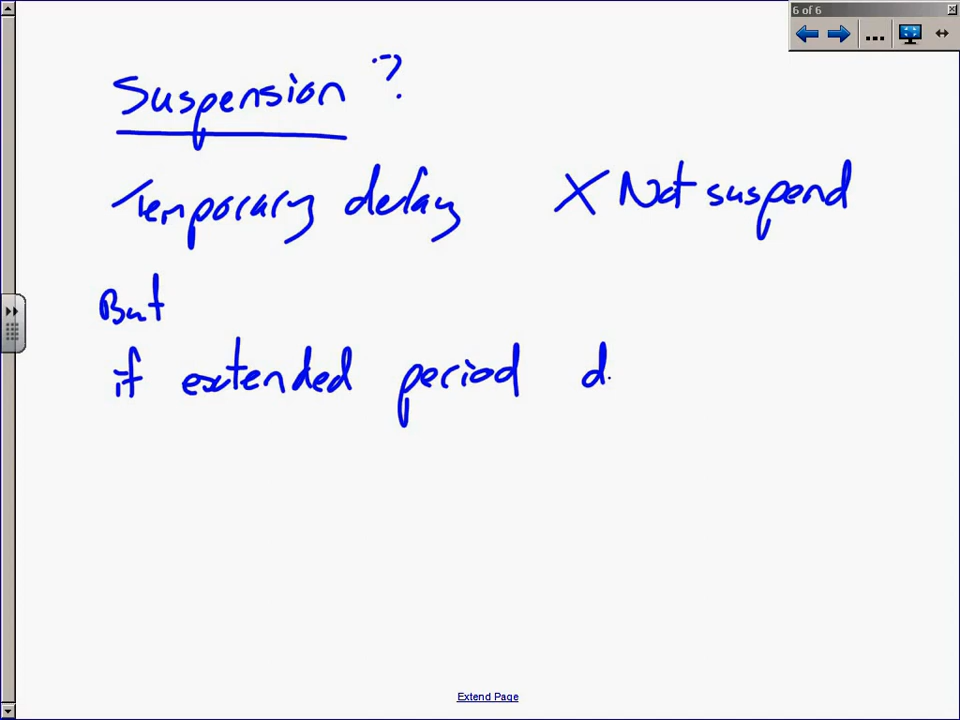 6 of 6
Suspension ?
Temporary delay X Not suspend
But
if extended period d
Extend Page